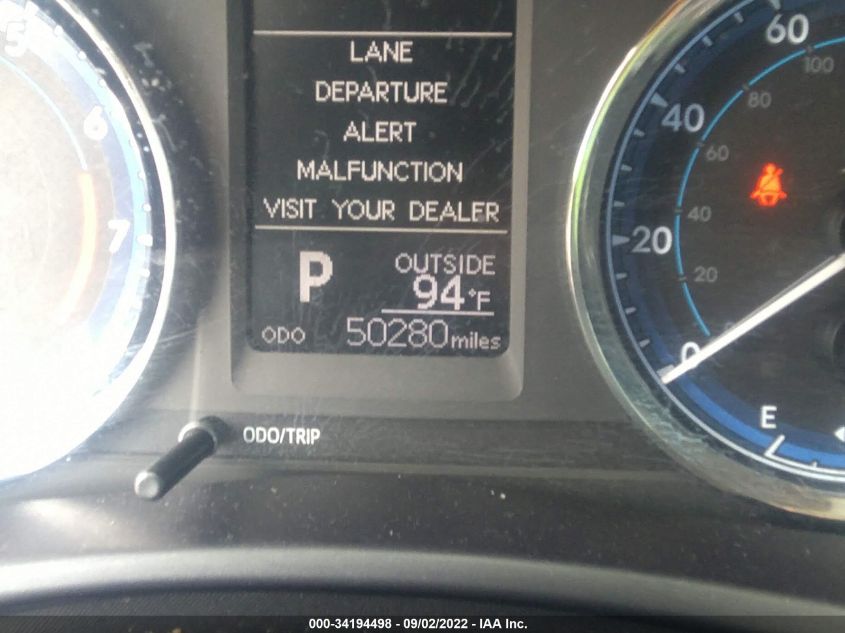 5
6
7
LANE
DEPARTURE
ALERT
MALFUNCTION
VISIT YOUR DEALER
P
OUTSIDE
94°F
ODO 50280 miles
ODO/TRIP
60
40
20
0
100
80
60
40
20
E
000-34194498 - 09/02/2022 - IAA Inc.